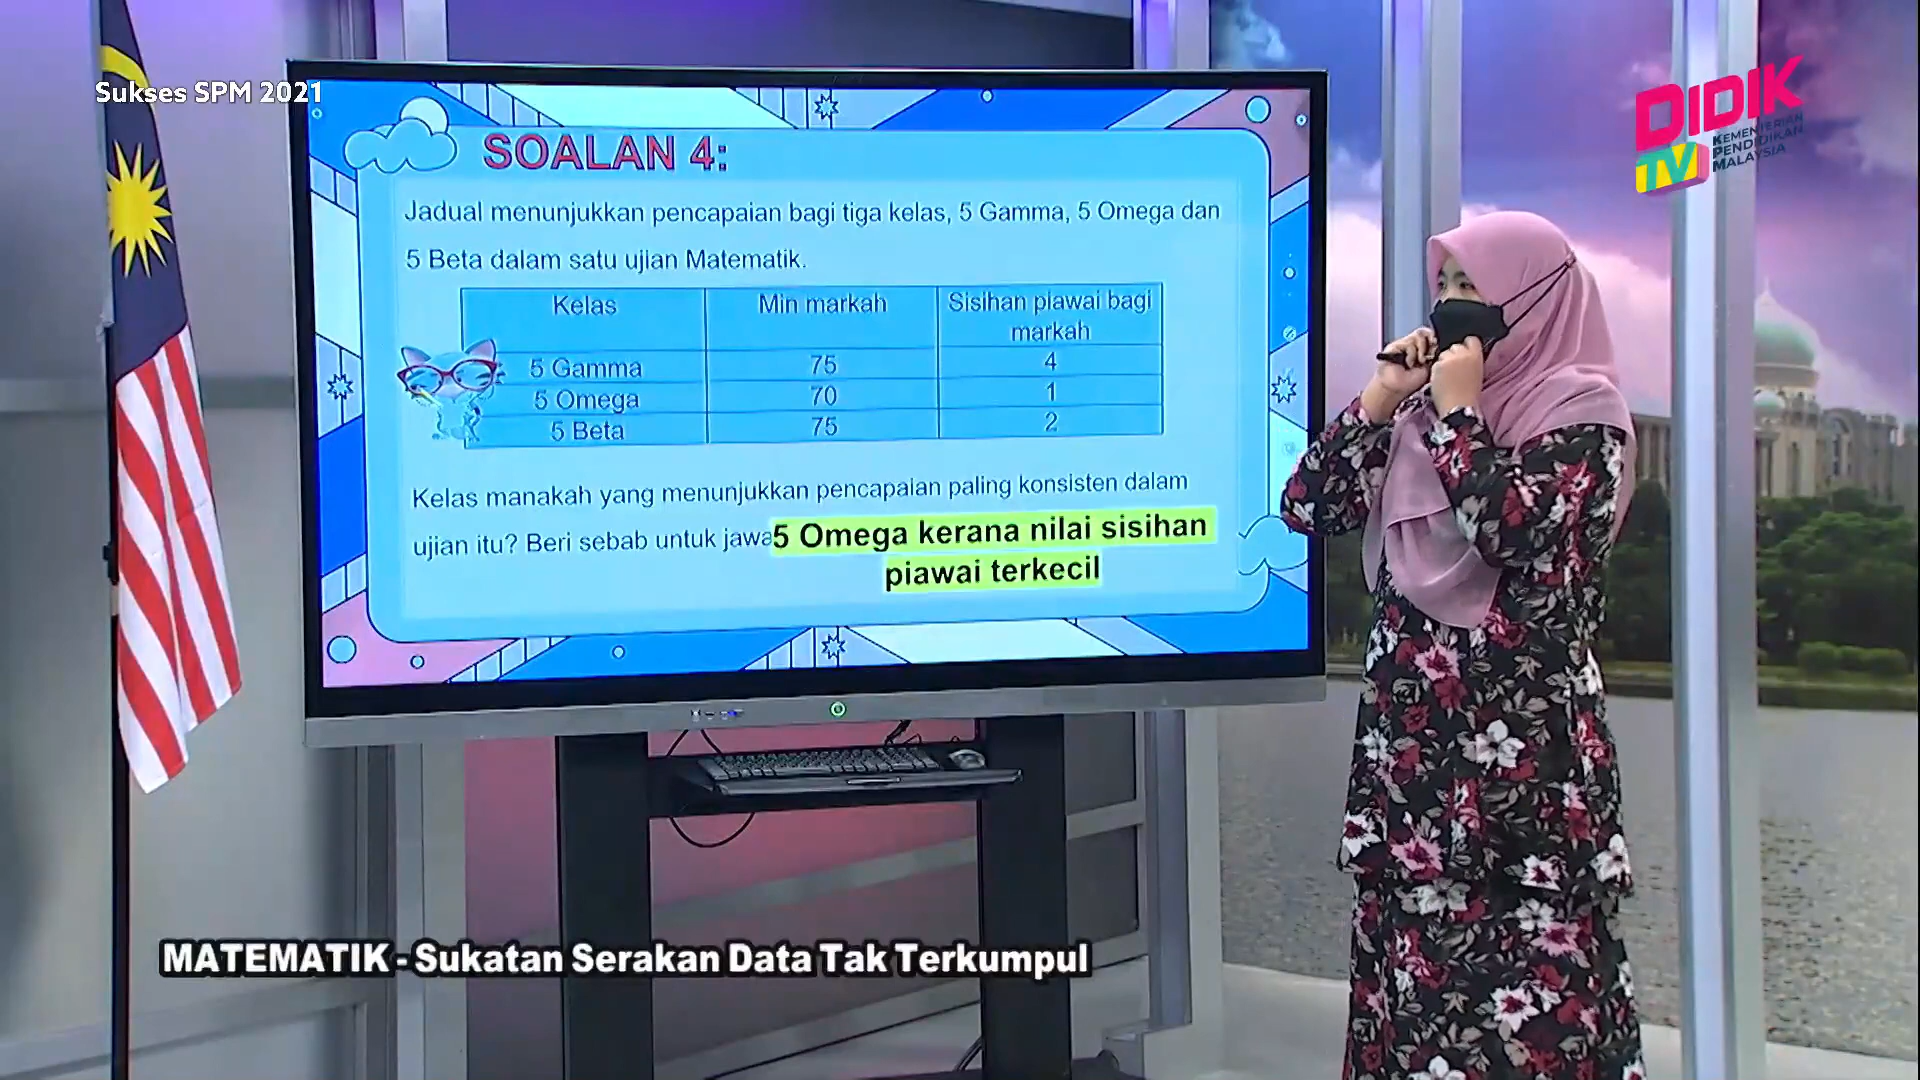 Sukses SPM 2021
DIDIK
TV
KEMENTERIAN
PENDIDIKAN
MALAYSIA
SOALAN 4:
Jadual menunjukkan pencapaian bagi tiga kelas, 5 Gamma, 5 Omega dan
5 Beta dalam satu ujian Matematik.
Kelas Min markah Sisihan piawai bagi
markah
5 Gamma 75 4
5 Omega 70 1
5 Beta 75 2
Kelas manakah yang menunjukkan pencapaian paling konsisten dalam
ujian itu? Beri sebab untuk jawa 5 Omega kerana nilai sisihan
piawai terkecil
MATEMATIK - Sukatan Serakan Data Tak Terkumpul